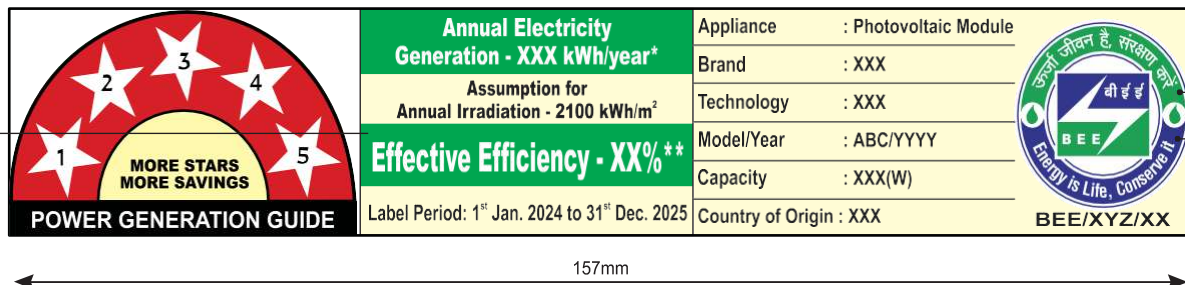 1 2 3 4 5
MORE STARS
MORE SAVINGS
POWER GENERATION GUIDE
Annual Electricity
Generation - XXX kWh/year*
Assumption for
Annual Irradiation - 2100 kWh/m²
Effective Efficiency - XX%**
Label Period: 1st Jan. 2024 to 31st Dec. 2025
Appliance : Photovoltaic Module
Brand : XXX
Technology : XXX
Model/Year : ABC/YYYY
Capacity : XXX(W)
Country of Origin : XXX
ऊर्जा जीवन है, संरक्षण करें
बी ई ई
BEE
Energy is Life, Conserve it
BEE/XYZ/XX
157mm